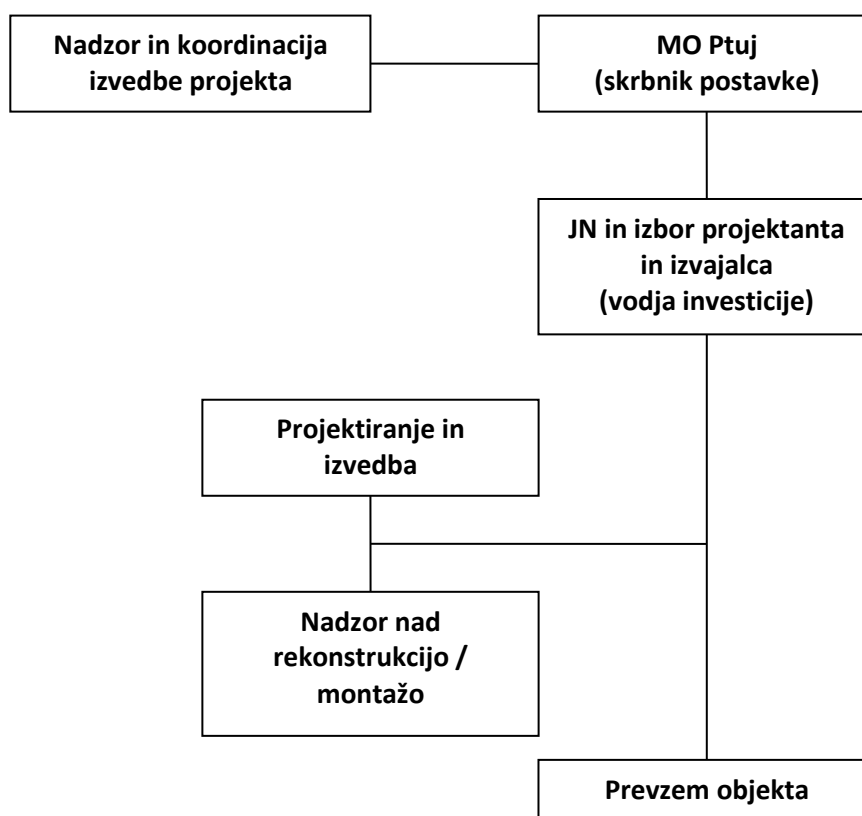 Nadzor in koordinacija
izvedbe projekta
MO Ptuj
(skrbnik postavke)
JN in izbor projektanta
in izvajalca
(vodja investicije)
Projektiranje in
izvedba
Nadzor nad
rekonstrukcijo /
montažo
Prevzem objekta